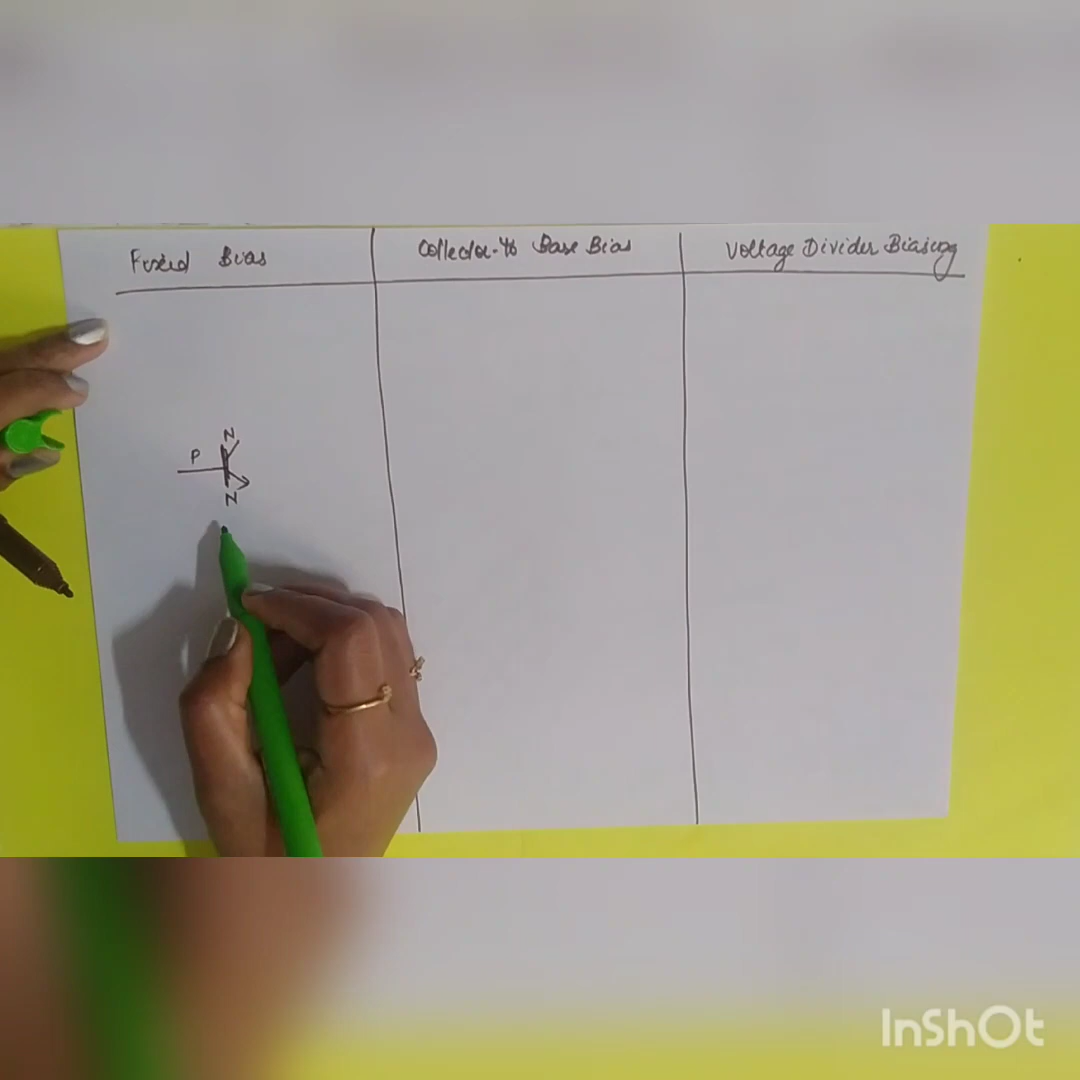 Fixed Bias
Collector-to Base Bias
Voltage Divider Biasing
N
P
N
InShOt